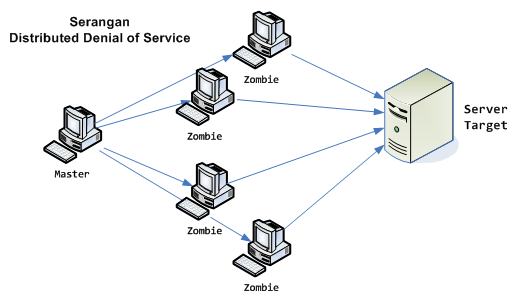 Serangan
Distributed Denial of Service
Zombie
Zombie
Master
Server
Target
Zombie
Zombie